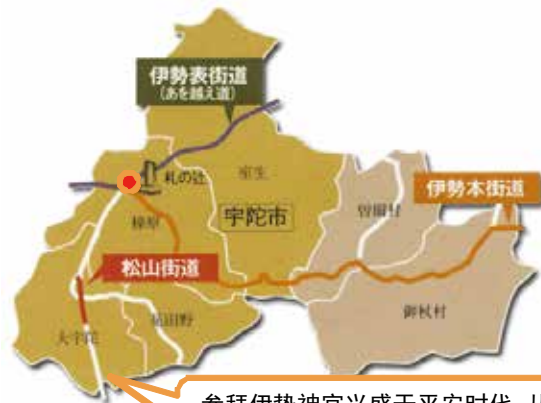 伊勢表街道
(あを越え道)
札の辻
室生
伊勢本街道
榛原
宇陀市
曽爾村
松山街道
御杖村
大宇陀
菟田野
参拜伊势神宫兴盛于平安时代